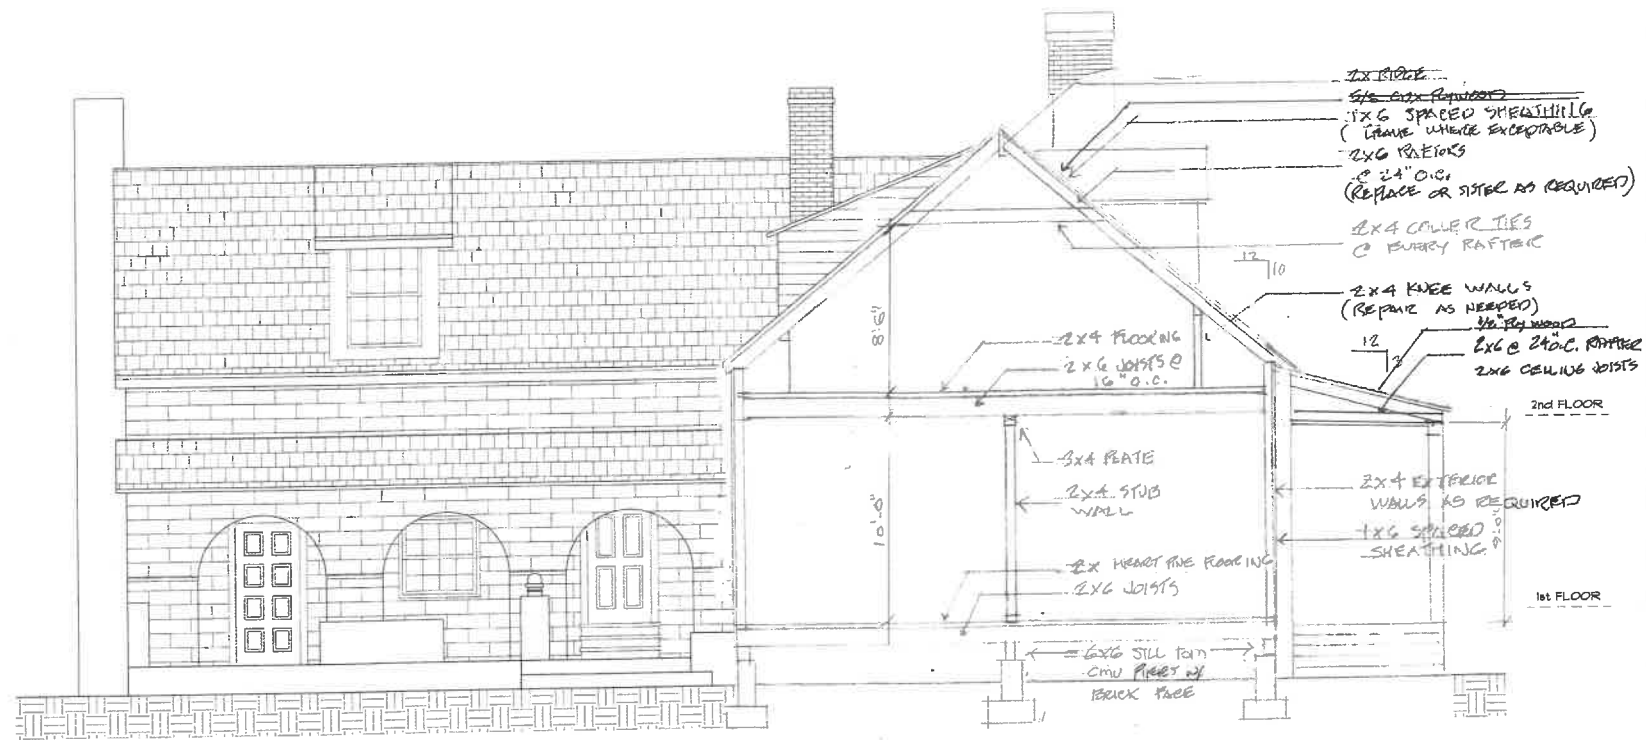 2X RIDGE
5/8 CDX PLYWOOD
1X6 SPACED SHEATHING
( LEAVE WHERE EXCEPTABLE)
2X6 RAFTORS
@ 24" O.C.
(REPLACE OR SISTER AS REQUIRED)
2X4 COLLER TIES
@ EVERY RAFTER
12
10
2X4 KNEE WALLS
(REPAIR AS NEEDED)
1/2" PLYWOOD
12
3
2X6 @ 24"O.C. RAFTER
2X6 CEILING JOISTS
2nd FLOOR
8'6"
2X4 FLOORING
2X6 JOISTS @
16" O.C.
3X4 PLATE
2X4 STUB
WALL
10'-0"
2X4 EXTERIOR
WALLS AS REQUIRED
1X6 SPACED
SHEATHING
2X HEART PINE FLOORING
2X6 JOISTS
1st FLOOR
6X6 SILL
CMU PIERS W/
BRICK FACE